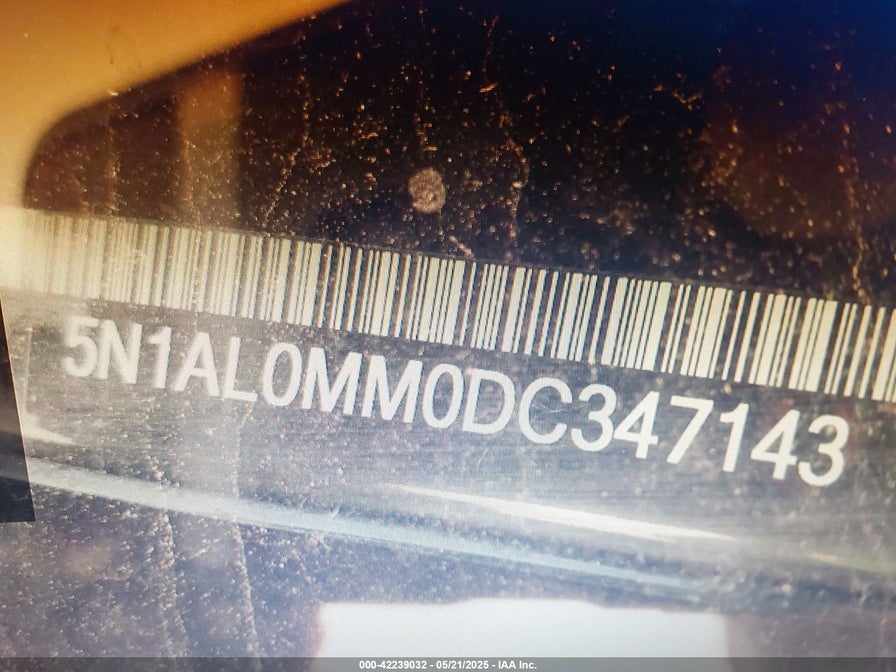 5N1AL0MM0DC347143
000-42239032 - 05/21/2025 - IAA Inc.